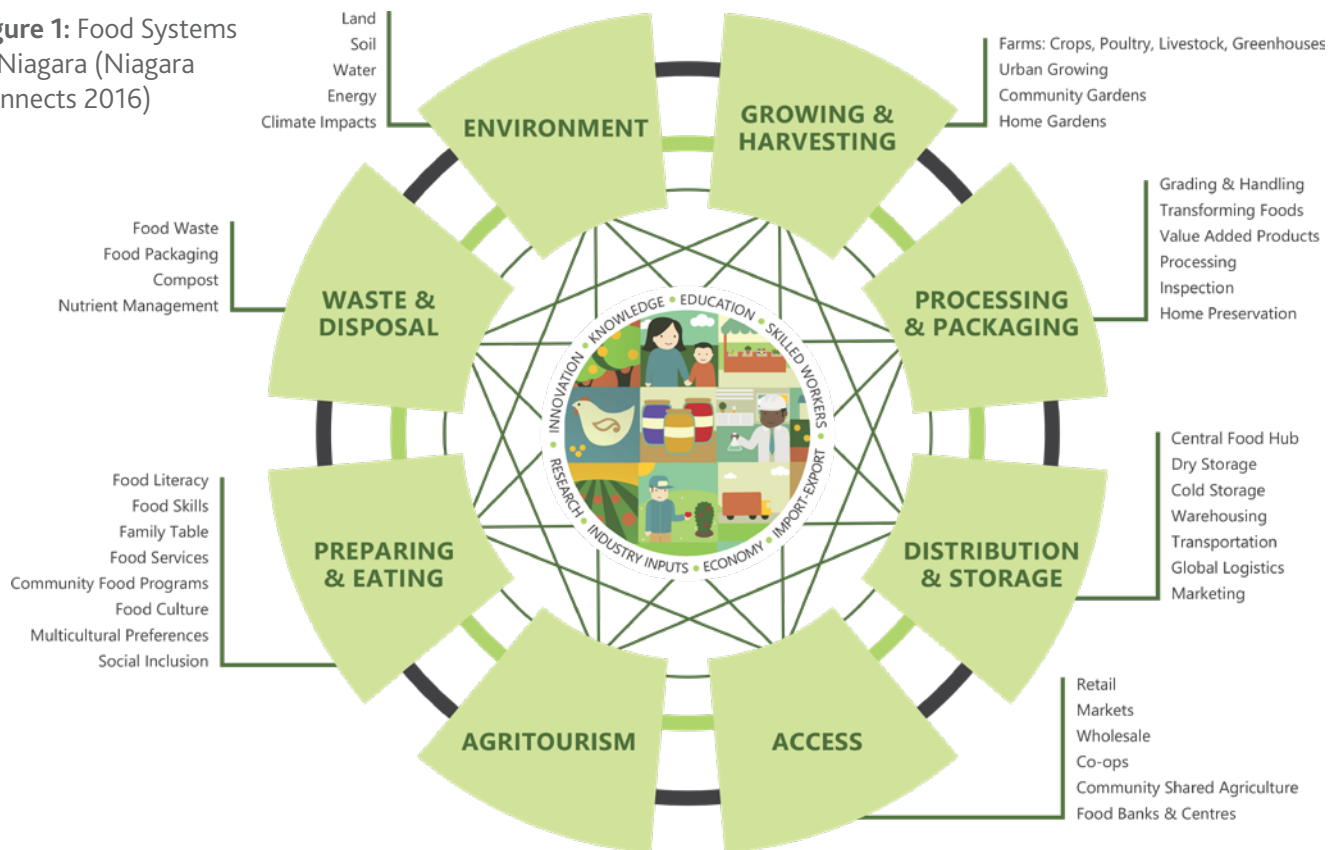 gure 1: Food Systems
Niagara (Niagara
nnects 2016)
Land
Soil
Water
Energy
Climate Impacts
ENVIRONMENT
GROWING &
HARVESTING
Farms: Crops, Poultry, Livestock, Greenhouses
Urban Growing
Community Gardens
Home Gardens
PROCESSING
& PACKAGING
Grading & Handling
Transforming Foods
Value Added Products
Processing
Inspection
Home Preservation
DISTRIBUTION
& STORAGE
Central Food Hub
Dry Storage
Cold Storage
Warehousing
Transportation
Global Logistics
Marketing
ACCESS
Retail
Markets
Wholesale
Co-ops
Community Shared Agriculture
Food Banks & Centres
AGRITOURISM
PREPARING
& EATING
Food Literacy
Food Skills
Family Table
Food Services
Community Food Programs
Food Culture
Multicultural Preferences
Social Inclusion
WASTE &
DISPOSAL
Food Waste
Food Packaging
Compost
Nutrient Management
INNOVATION • KNOWLEDGE • EDUCATION • SKILLED WORKERS • IMPORT-EXPORT • ECONOMY • INDUSTRY INPUTS • RESEARCH •